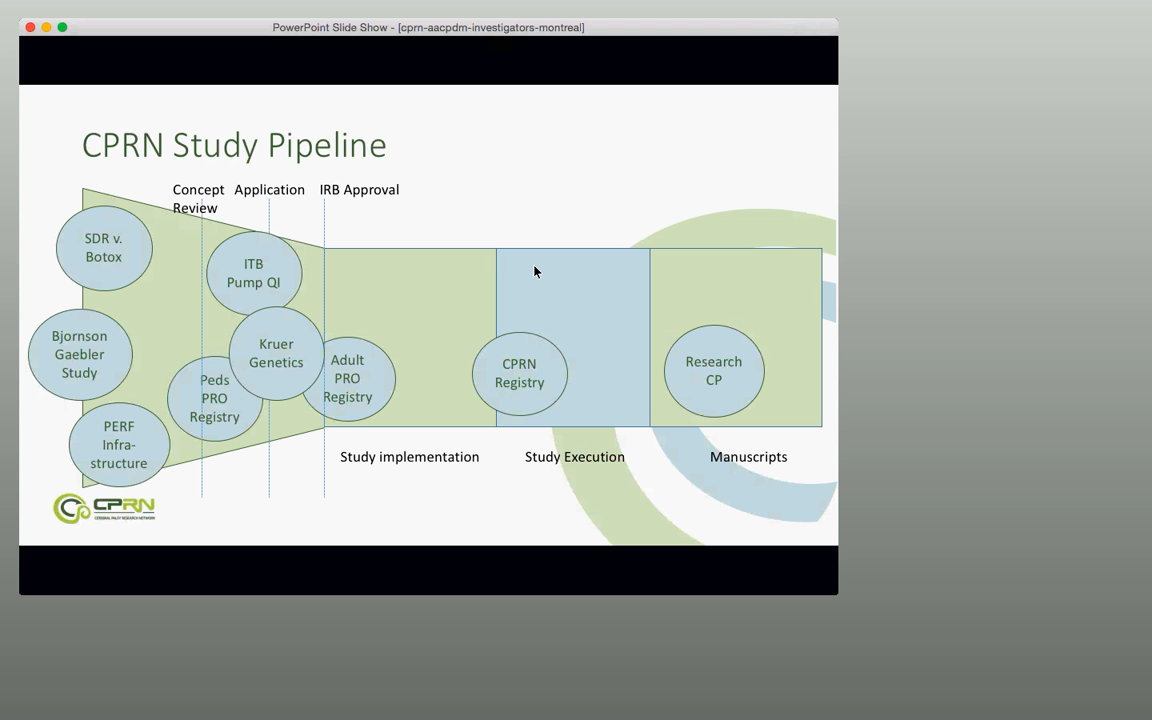 PowerPoint Slide Show - [cprn-aacpdm-investigators-montreal]
CPRN Study Pipeline
Concept
Review
Application
IRB Approval
SDR v.
Botox
ITB
Pump QI
Bjornson
Gaebler
Study
Kruer
Genetics
Adult
PRO
Registry
CPRN
Registry
Research
CP
Peds
PRO
Registry
PERF
Infra-
structure
Study implementation
Study Execution
Manuscripts
CPRN
CEREBRAL PALSY RESEARCH NETWORK